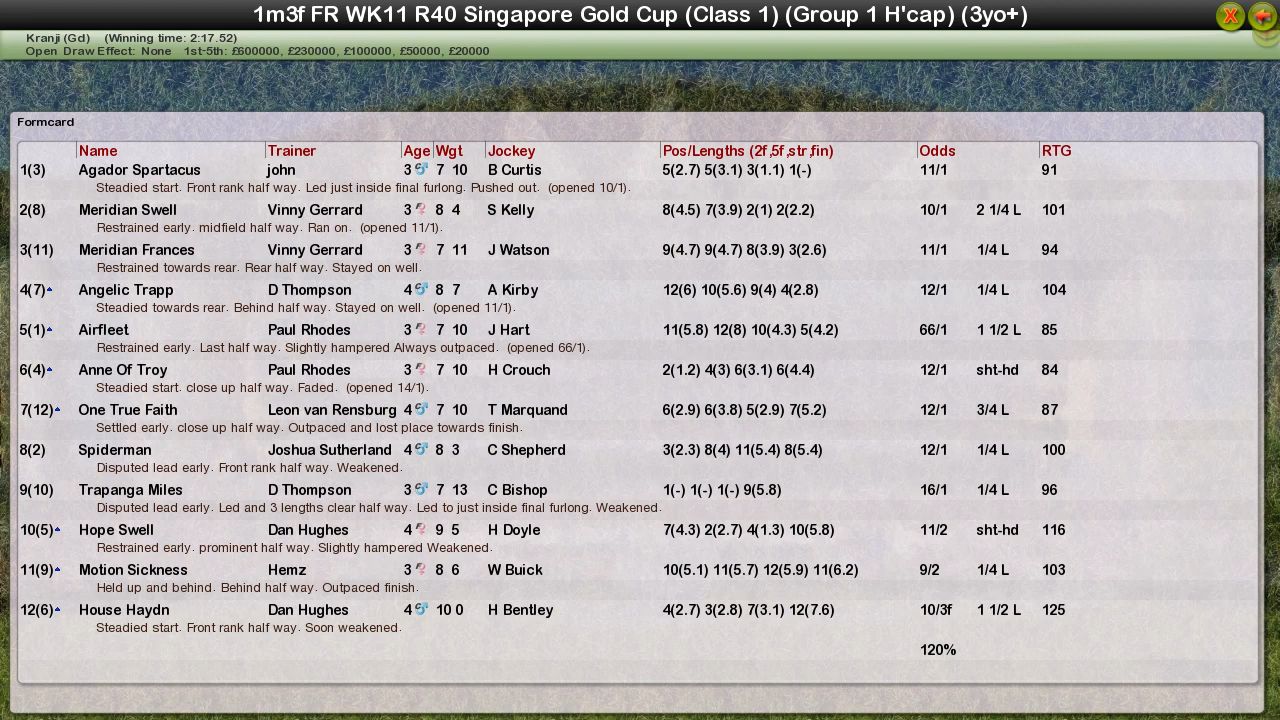 1m3f FR WK11 R40 Singapore Gold Cup (Class 1) (Group 1 H'cap) (3yo+)
X
Kranji (Gd) (Winning time: 2:17.52)
Open Draw Effect: None 1st-5th: £600000, £230000, £100000, £50000, £20000
Formcard
Name Trainer Age Wgt Jockey Pos/Lengths (2f,5f,str,fin) Odds RTG
1(3) Agador Spartacus john 3 7 10 B Curtis 5(2.7) 5(3.1) 3(1.1) 1(-) 11/1 91
Steadied start. Front rank half way. Led just inside final furlong. Pushed out. (opened 10/1).
2(8) Meridian Swell Vinny Gerrard 3 8 4 S Kelly 8(4.5) 7(3.9) 2(1) 2(2.2) 10/1 2 1/4 L 101
Restrained early. midfield half way. Ran on. (opened 11/1).
3(11) Meridian Frances Vinny Gerrard 3 7 11 J Watson 9(4.7) 9(4.7) 8(3.9) 3(2.6) 11/1 1/4 L 94
Restrained towards rear. Rear half way. Stayed on well.
4(7) Angelic Trapp D Thompson 4 8 7 A Kirby 12(6) 10(5.6) 9(4) 4(2.8) 12/1 1/4 L 104
Steadied towards rear. Behind half way. Stayed on well. (opened 11/1).
5(1) Airfleet Paul Rhodes 3 7 10 J Hart 11(5.8) 12(8) 10(4.3) 5(4.2) 66/1 1 1/2 L 85
Restrained early. Last half way. Slightly hampered Always outpaced. (opened 66/1).
6(4) Anne Of Troy Paul Rhodes 3 7 10 H Crouch 2(1.2) 4(3) 6(3.1) 6(4.4) 12/1 sht-hd 84
Steadied start. close up half way. Faded. (opened 14/1).
7(12) One True Faith Leon van Rensburg 4 7 10 T Marquand 6(2.9) 6(3.8) 5(2.9) 7(5.2) 12/1 3/4 L 87
Settled early. close up half way. Outpaced and lost place towards finish.
8(2) Spiderman Joshua Sutherland 4 8 3 C Shepherd 3(2.3) 8(4) 11(5.4) 8(5.4) 12/1 1/4 L 100
Disputed lead early. Front rank half way. Weakened.
9(10) Trapanga Miles D Thompson 3 7 13 C Bishop 1(-) 1(-) 1(-) 9(5.8) 16/1 1/4 L 96
Disputed lead early. Led and 3 lengths clear half way. Led to just inside final furlong. Weakened.
10(5) Hope Swell Dan Hughes 4 9 5 H Doyle 7(4.3) 2(2.7) 4(1.3) 10(5.8) 11/2 sht-hd 116
Restrained early. prominent half way. Slightly hampered Weakened.
11(9) Motion Sickness Hemz 3 8 6 W Buick 10(5.1) 11(5.7) 12(5.9) 11(6.2) 9/2 1/4 L 103
Held up and behind. Behind half way. Outpaced finish.
12(6) House Haydn Dan Hughes 4 10 0 H Bentley 4(2.7) 3(2.8) 7(3.1) 12(7.6) 10/3f 1 1/2 L 125
Steadied start. Front rank half way. Soon weakened.
120%